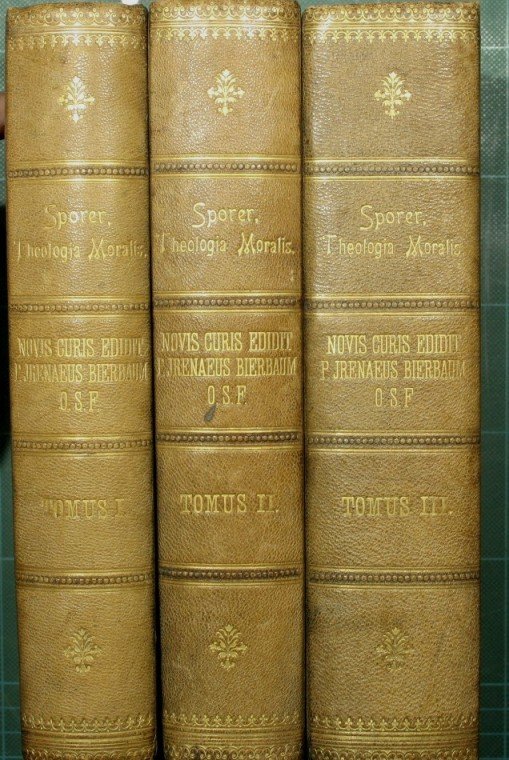 Sporer,
Theologia Moralis.
NOVIS CURIS EDIDIT
P. JRENAEUS BIERBAUM
O.S.F.
TOMUS I.
Sporer,
Theologia Moralis.
NOVIS CURIS EDIDIT
P. JRENAEUS BIERBAUM
O.S.F.
TOMUS II.
Sporer,
Theologia Moralis.
NOVIS CURIS EDIDIT
P. JRENAEUS BIERBAUM
O.S.F.
TOMUS III.